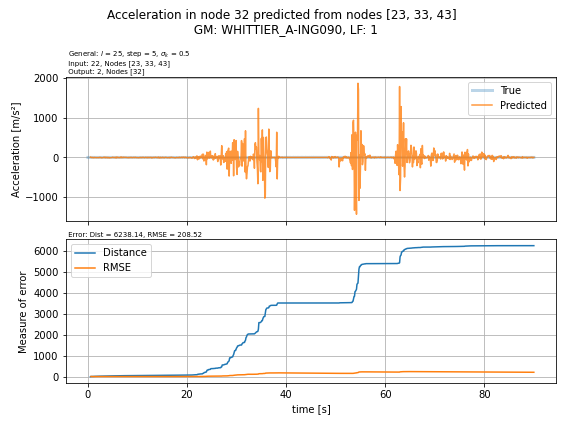 Acceleration in node 32 predicted from nodes [23, 33, 43]
GM: WHITTIER_A-ING090, LF: 1
General: l = 25, step = 5, σε = 0.5
Input: 22, Nodes [23, 33, 43]
Output: 2, Nodes [32]
Acceleration [m/s²]
2000
1000
0
−1000
True
Predicted
Error: Dist = 6238.14, RMSE = 208.52
Measure of error
6000
5000
4000
3000
2000
1000
0
Distance
RMSE
0 20 40 60 80
time [s]